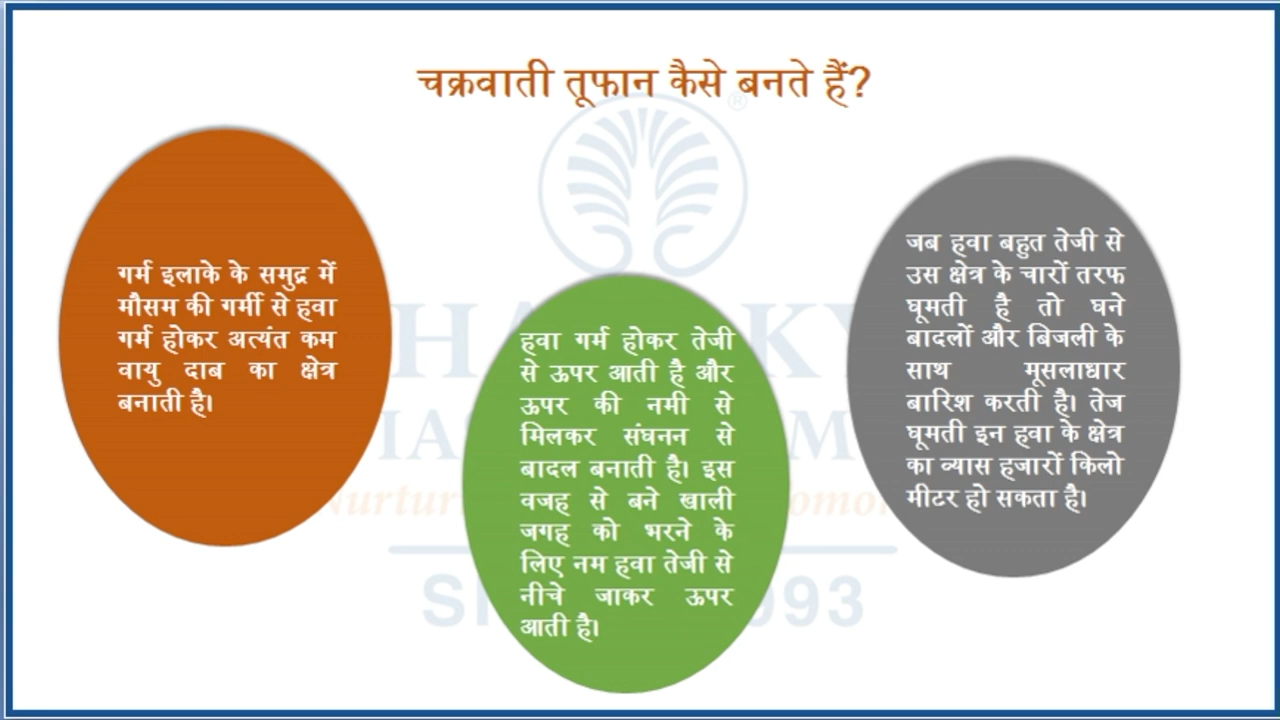 चक्रवाती तूफान कैसे बनते हैं?
गर्म इलाके के समुद्र में
मौसम की गर्मी से हवा
गर्म होकर अत्यंत कम
वायु दाब का क्षेत्र
बनाती है।
हवा गर्म होकर तेजी
से ऊपर आती है और
ऊपर की नमी से
मिलकर संघनन से
बादल बनाती है। इस
वजह से बने खाली
जगह को भरने के
लिए नम हवा तेजी से
नीचे जाकर ऊपर
आती है।
जब हवा बहुत तेजी से
उस क्षेत्र के चारों तरफ
घूमती है तो घने
बादलों और बिजली के
साथ मूसलाधार
बारिश करती है। तेज
घूमती इन हवा के क्षेत्र
का व्यास हजारों किलो
मीटर हो सकता है।